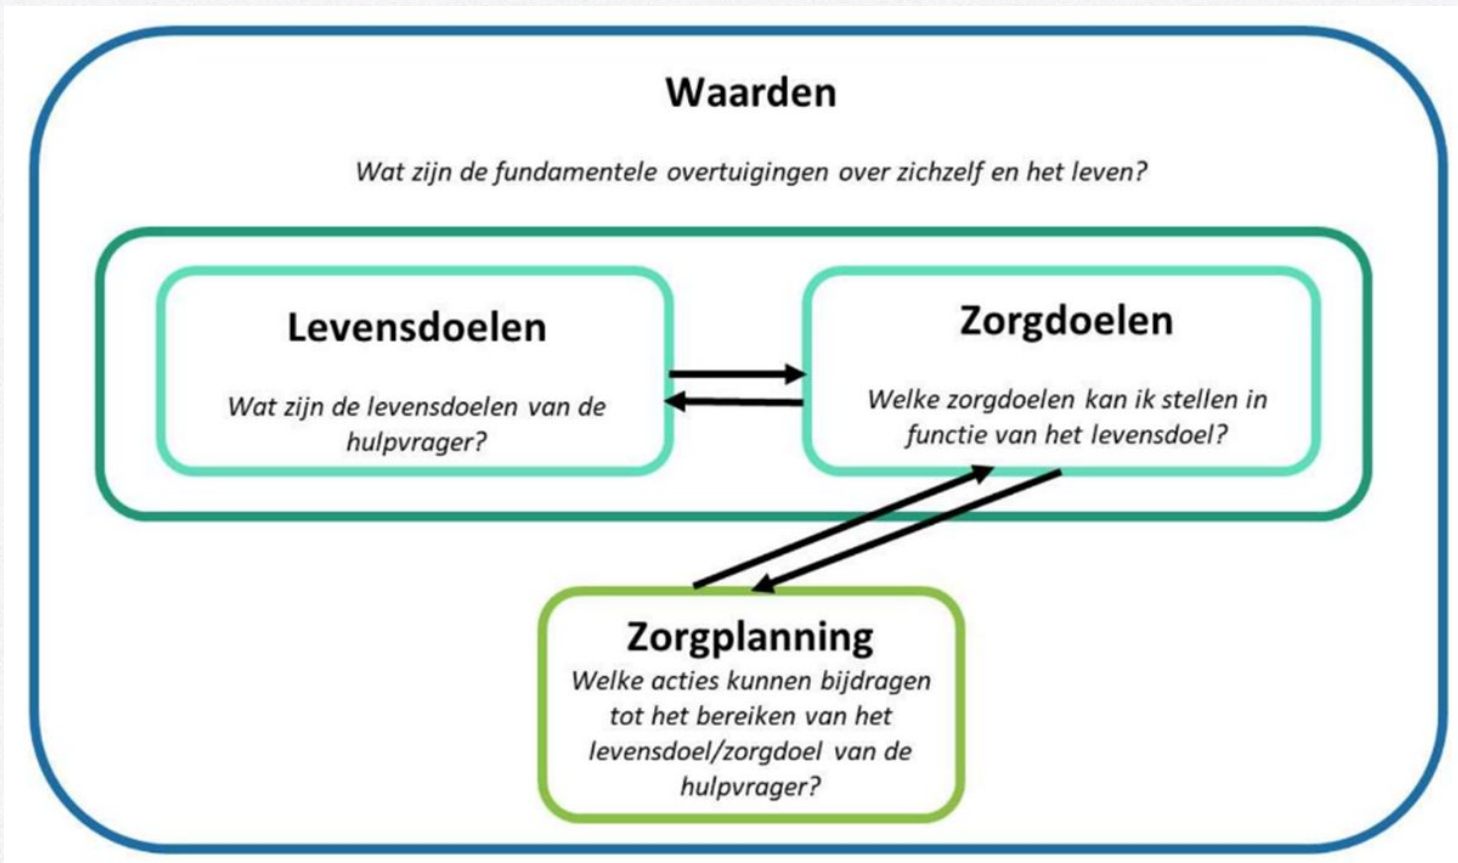 Waarden
Wat zijn de fundamentele overtuigingen over zichzelf en het leven?
Levensdoelen
Wat zijn de levensdoelen van de
hulpvrager?
Zorgdoelen
Welke zorgdoelen kan ik stellen in
functie van het levensdoel?
Zorgplanning
Welke acties kunnen bijdragen
tot het bereiken van het
levensdoel/zorgdoel van de
hulpvrager?